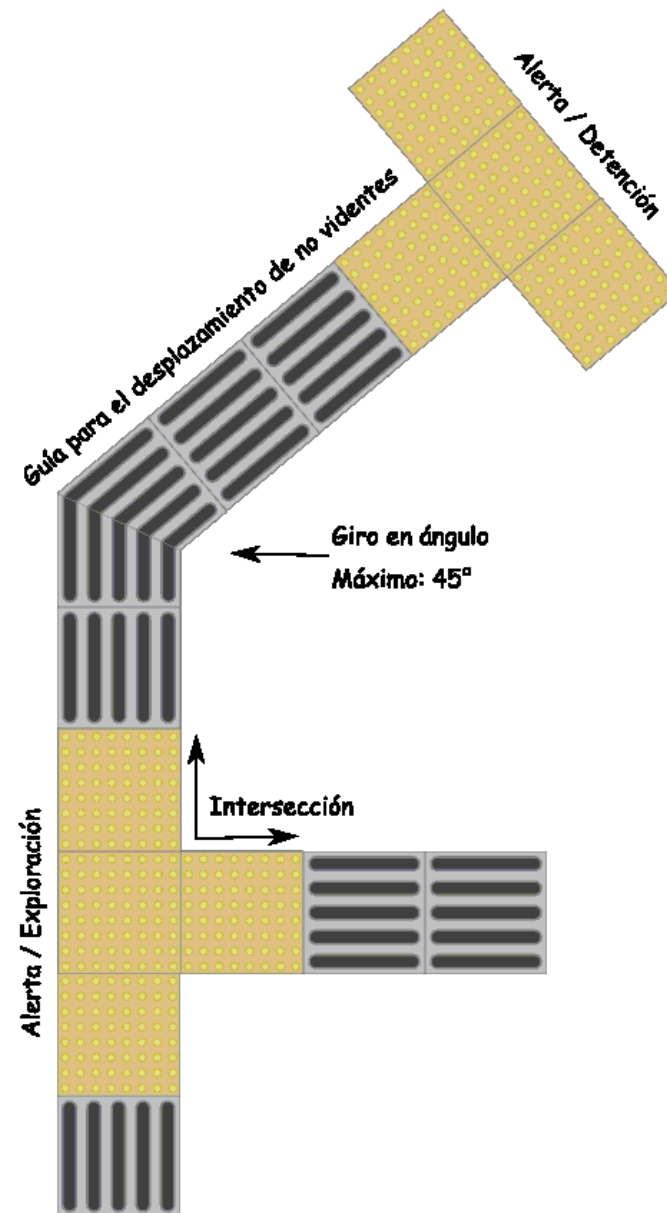 Alerta / Detención
Guía para el desplazamiento de no videntes
Giro en ángulo
Máximo: 45°
Intersección
Alerta / Exploración